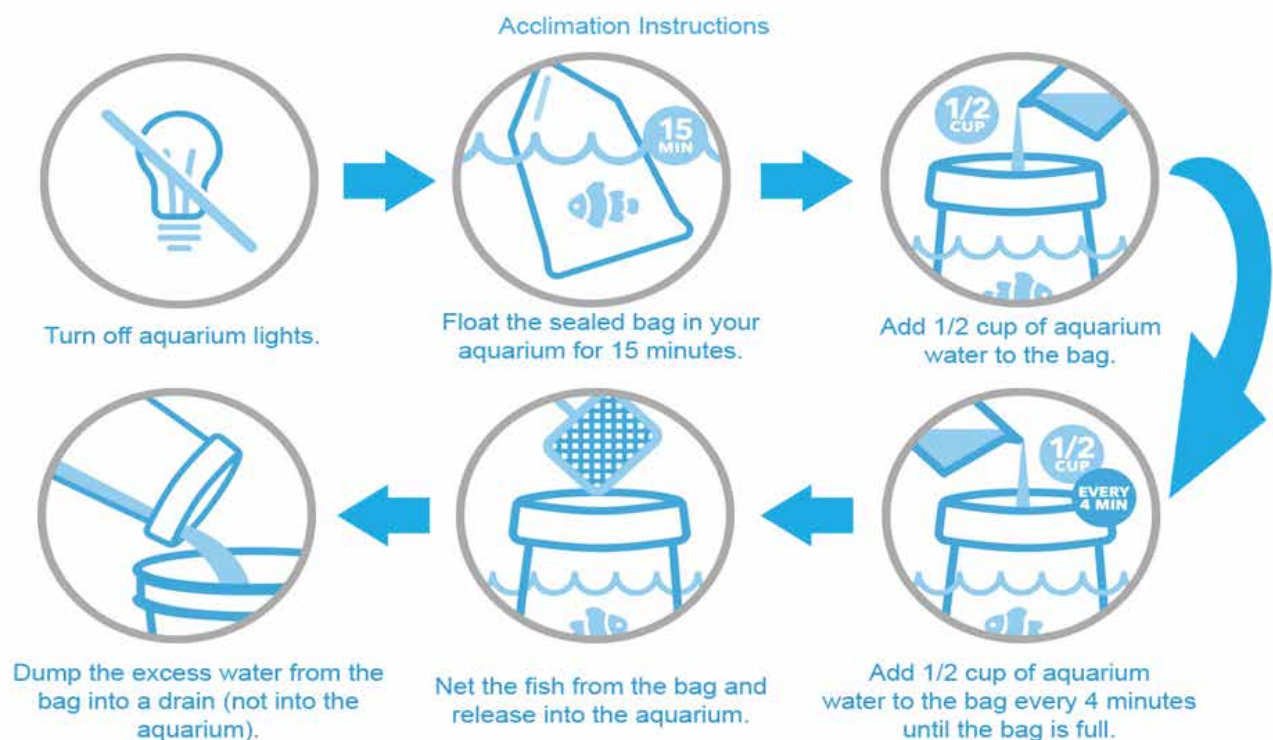 Acclimation Instructions
15
MIN
1/2
CUP
Turn off aquarium lights.
Float the sealed bag in your
aquarium for 15 minutes.
Add 1/2 cup of aquarium
water to the bag.
1/2
CUP
EVERY
4 MIN
Add 1/2 cup of aquarium
water to the bag every 4 minutes
until the bag is full.
Net the fish from the bag and
release into the aquarium.
Dump the excess water from the
bag into a drain (not into the
aquarium).